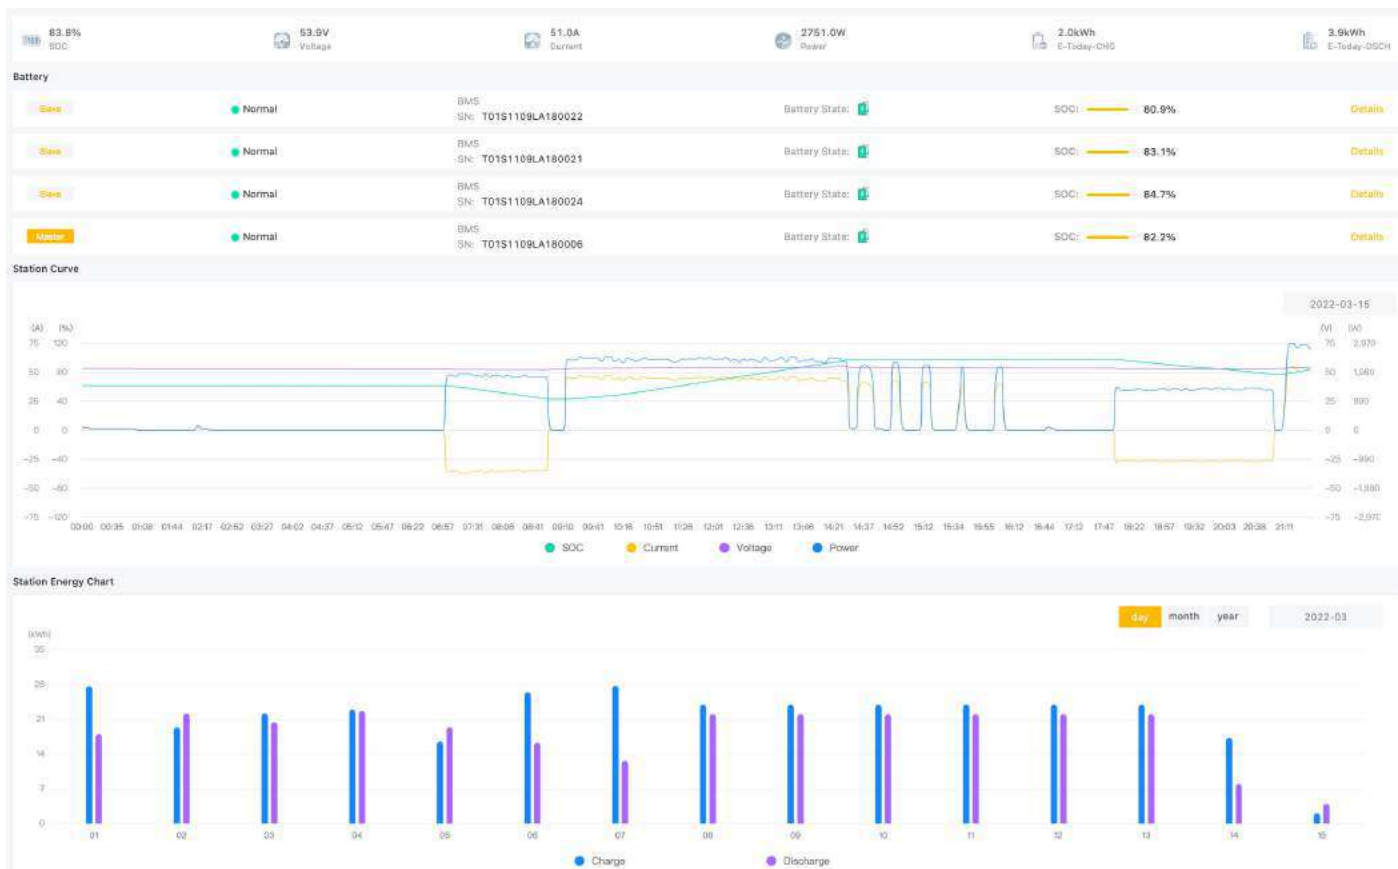 83.8%
SOC
53.9V
Voltage
51.0A
Current
2751.0W
Power
2.0kWh
E-Today-CHG
3.9kWh
E-Today-DSCH
Battery
Slave
Normal
BMS
SN: T01S1109LA180022
Battery State:
SOC: 80.9%
Details
Slave
Normal
BMS
SN: T01S1109LA180021
Battery State:
SOC: 83.1%
Details
Slave
Normal
BMS
SN: T01S1109LA180024
Battery State:
SOC: 84.7%
Details
Master
Normal
BMS
SN: T01S1109LA180006
Battery State:
SOC: 82.2%
Details
Station Curve
2022-03-15
(A) (%) (V) (W)
75 120 75 2,970
50 80 50 1,980
25 40 25 990
0 0 0 0
-25 -40 -25 -990
-50 -80 -50 -1,980
-75 -120 -75 -2,970
00:00 00:35 01:08 01:44 02:17 02:52 03:27 04:02 04:37 05:12 05:47 06:22 06:57 07:31 08:06 08:41 09:10 09:41 10:16 10:51 11:26 12:01 12:36 13:11 13:46 14:21 14:37 14:52 15:12 15:34 15:55 16:12 16:44 17:12 17:47 18:22 18:57 19:32 20:03 20:38 21:11
SOC Current Voltage Power
Station Energy Chart
day month year 2022-03
(kWh)
35
28
21
14
7
0
01 02 03 04 05 06 07 08 09 10 11 12 13 14 15
Charge Discharge